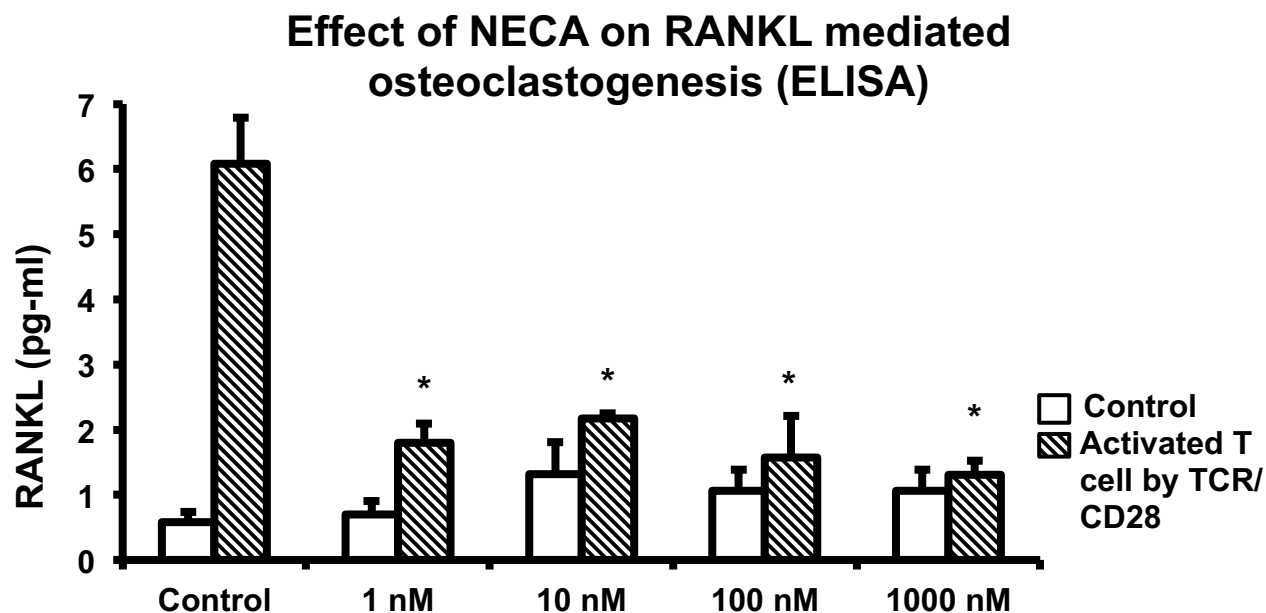 Effect of NECA on RANKL mediated
osteoclastogenesis (ELISA)
RANKL (pg-ml)
7
6
5
4
3
2
1
0
* * * *
Control 1 nM 10 nM 100 nM 1000 nM
Control
Activated T
cell by TCR/
CD28